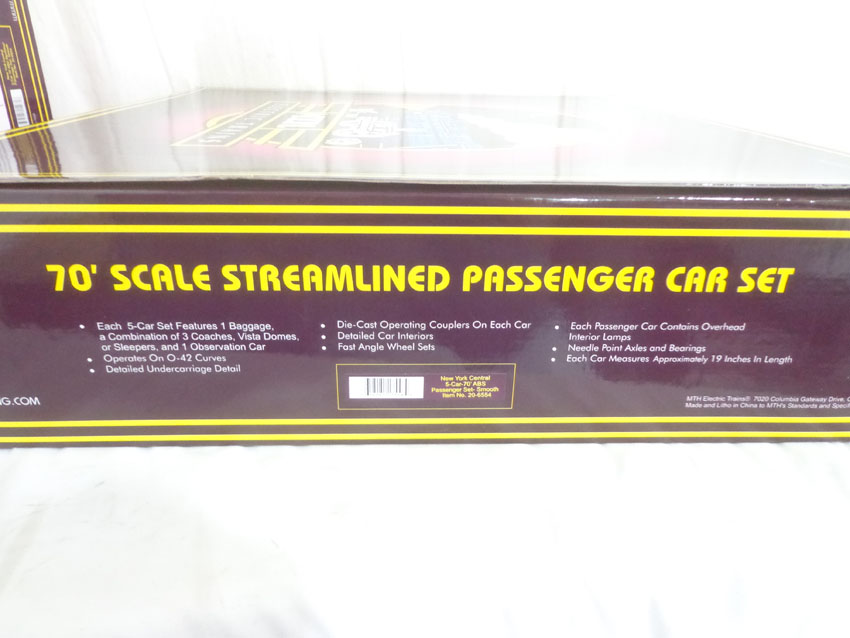 70' SCALE STREAMLINED PASSENGER CAR SET
• Each 5-Car Set Features 1 Baggage,
a Combination of 3 Coaches, Vista Domes,
or Sleepers, and 1 Observation Car
• Operates On O-42 Curves
• Detailed Undercarriage Detail
• Die-Cast Operating Couplers On Each Car
• Detailed Car Interiors
• Fast Angle Wheel Sets
• Each Passenger Car Contains Overhead
Interior Lamps
• Needle Point Axles and Bearings
• Each Car Measures Approximately 19 Inches In Length
New York Central
5-Car-70' ABS
Passenger Set- Smooth
Item No. 20-6554
NG.COM
MTH Electric Trains® 7020 Columbia Gateway Drive,
Made and Litho in China to MTH's Standards and